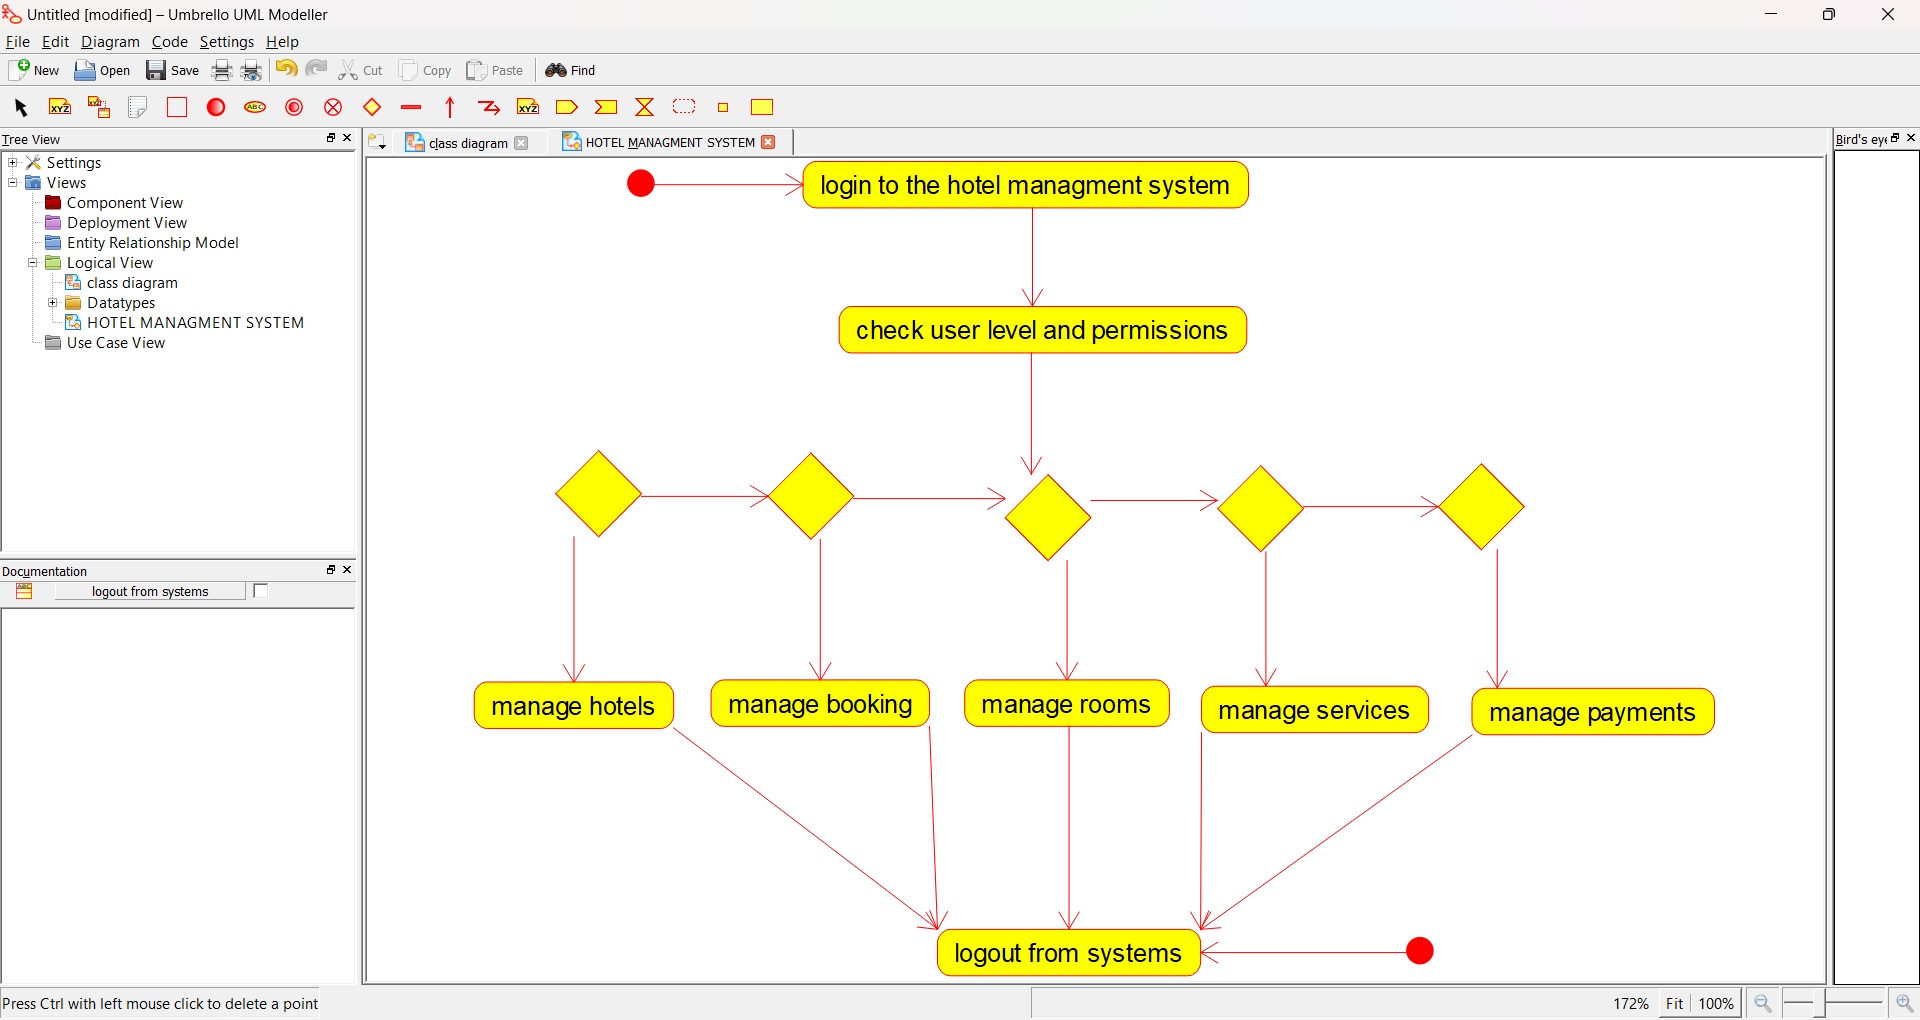 Untitled [modified] – Umbrello UML Modeller
File Edit Diagram Code Settings Help
New Open Save Cut Copy Paste Find
XYZ XYZ ABC XYZ
Tree View
class diagram
HOTEL MANAGMENT SYSTEM
Bird's eye
Settings
Views
Component View
Deployment View
Entity Relationship Model
Logical View
class diagram
Datatypes
HOTEL MANAGMENT SYSTEM
Use Case View
Documentation
logout from systems
login to the hotel managment system
check user level and permissions
manage hotels
manage booking
manage rooms
manage services
manage payments
logout from systems
Press Ctrl with left mouse click to delete a point
172% Fit 100%